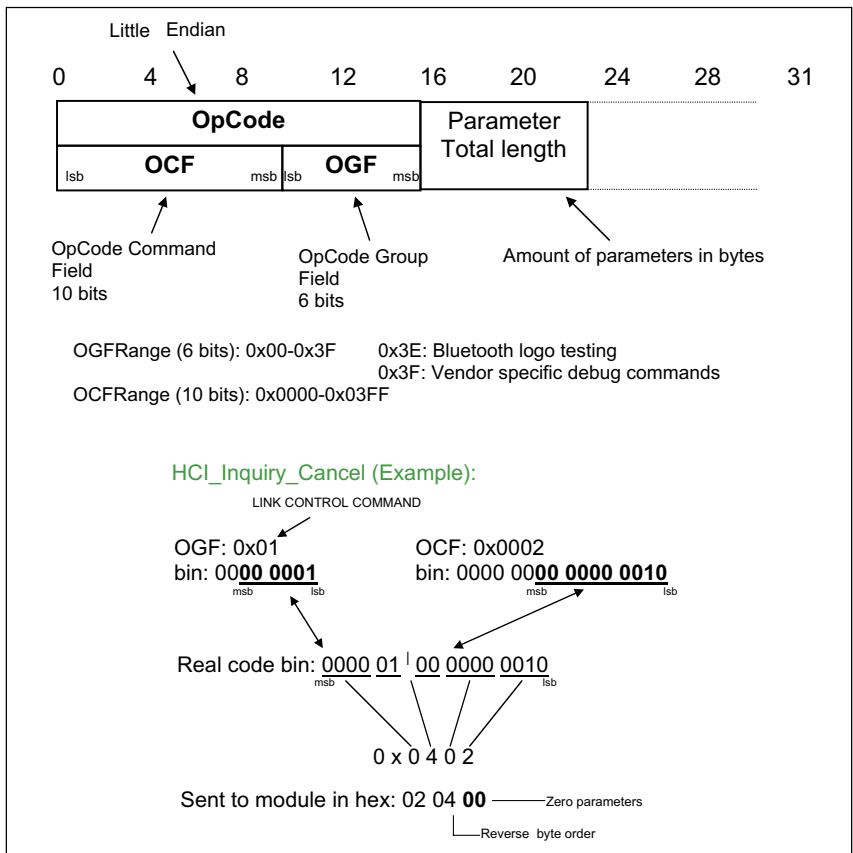 Little Endian
0 4 8 12 16 20 24 28 31
OpCode
Parameter
Total length
lsb OCF msb lsb OGF msb
OpCode Command
Field
10 bits
OpCode Group
Field
6 bits
Amount of parameters in bytes
OGFRange (6 bits): 0x00-0x3F 0x3E: Bluetooth logo testing
0x3F: Vendor specific debug commands
OCFRange (10 bits): 0x0000-0x03FF
HCI_Inquiry_Cancel (Example):
LINK CONTROL COMMAND
OGF: 0x01 OCF: 0x0002
bin: 0000 0001 bin: 0000 0000 0000 0010
msb lsb msb lsb
Real code bin: 0000 01 | 00 0000 0010
msb lsb
0 x 0 4 0 2
Sent to module in hex: 02 04 00 Zero parameters
Reverse byte order